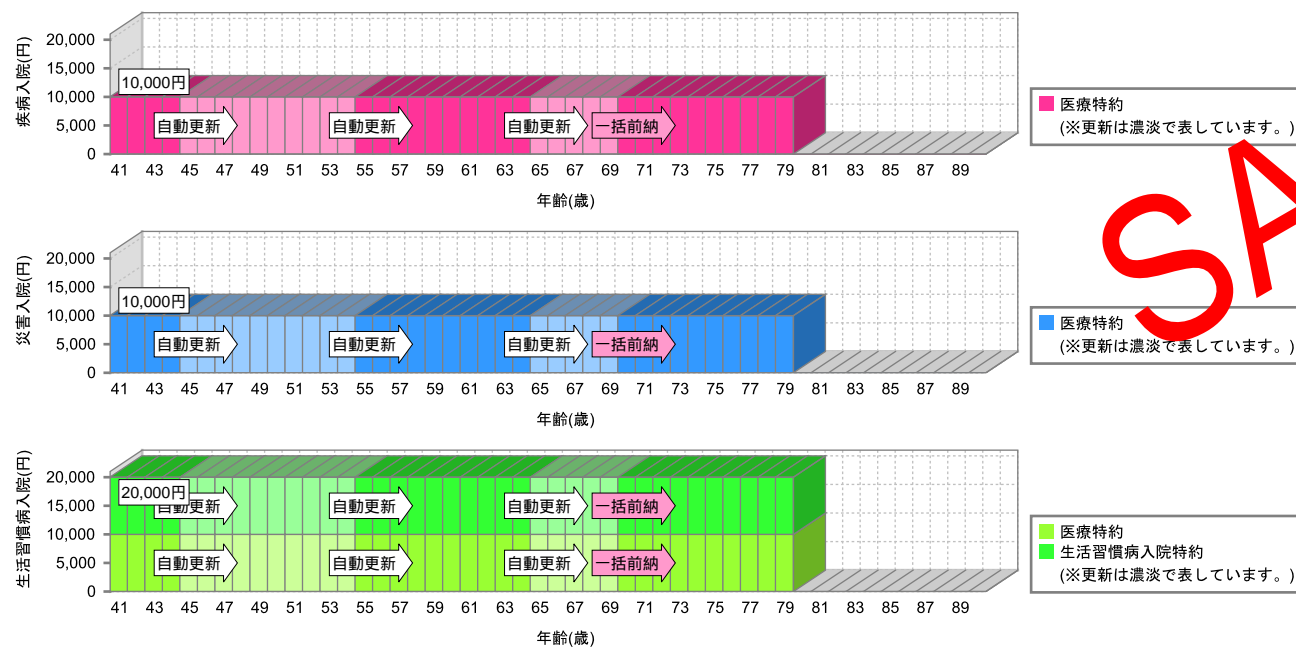 疾病入院(円)
20,000
15,000
10,000
5,000
0
10,000円
自動更新 自動更新 自動更新 一括前納
41 43 45 47 49 51 53 55 57 59 61 63 65 67 69 71 73 75 77 79 81 83 85 87 89
年齢(歳)
医療特約
(※更新は濃淡で表しています。)
災害入院(円)
20,000
15,000
10,000
5,000
0
10,000円
自動更新 自動更新 自動更新 一括前納
41 43 45 47 49 51 53 55 57 59 61 63 65 67 69 71 73 75 77 79 81 83 85 87 89
年齢(歳)
医療特約
(※更新は濃淡で表しています。)
SA
生活習慣病入院(円)
20,000
15,000
10,000
5,000
0
20,000円
自動更新 自動更新 自動更新 一括前納
自動更新 自動更新 自動更新 一括前納
41 43 45 47 49 51 53 55 57 59 61 63 65 67 69 71 73 75 77 79 81 83 85 87 89
年齢(歳)
医療特約
生活習慣病入院特約
(※更新は濃淡で表しています。)